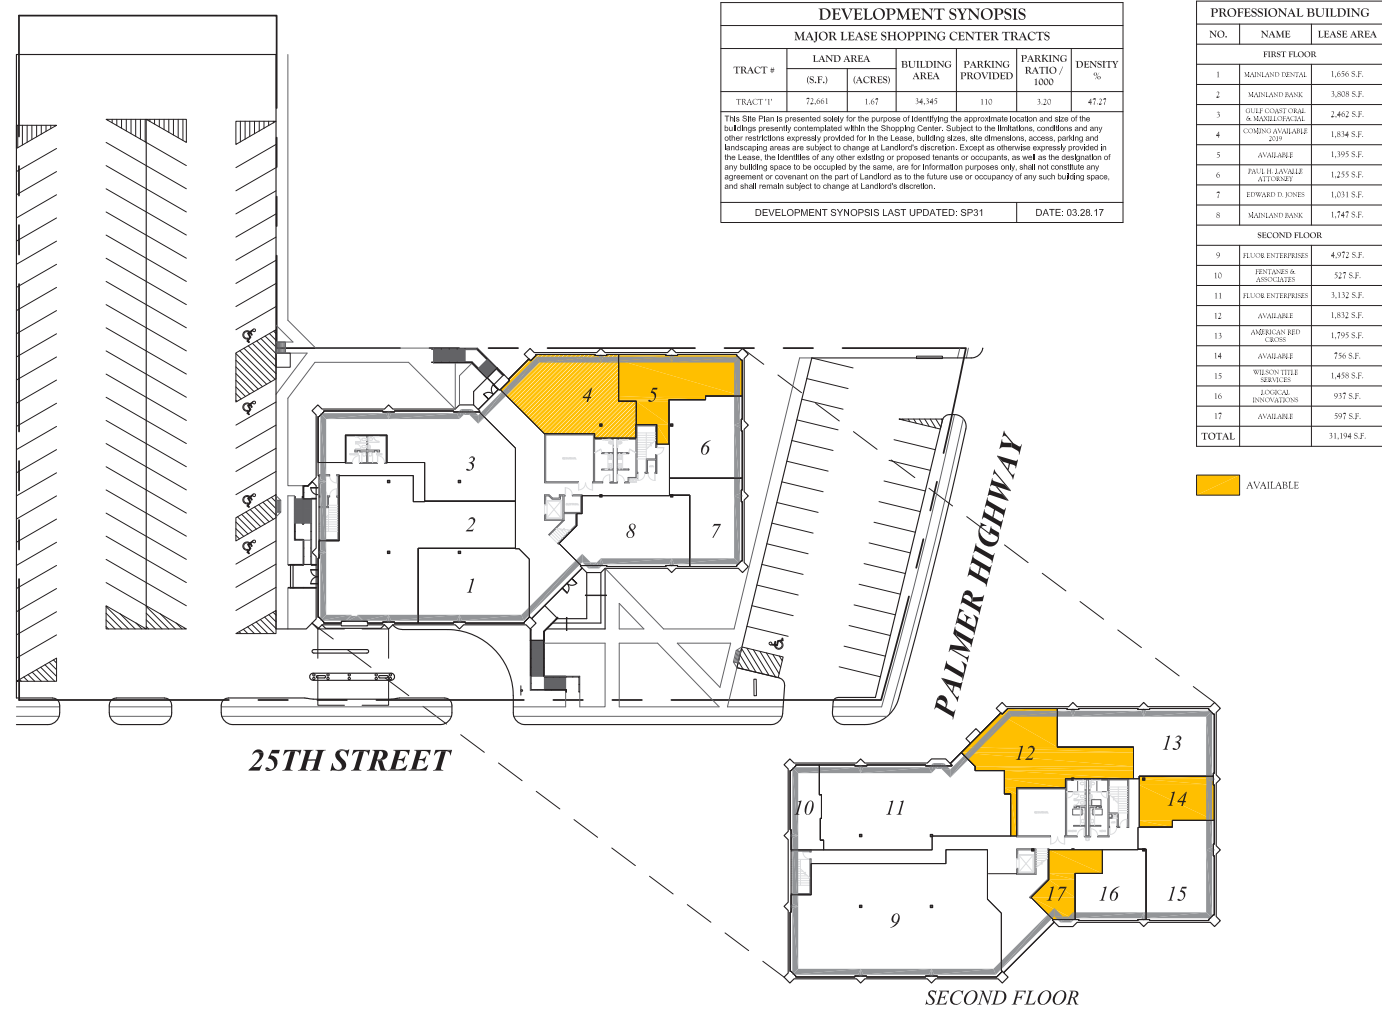 DEVELOPMENT SYNOPSIS
MAJOR LEASE SHOPPING CENTER TRACTS
TRACT # LAND AREA (S.F.) (ACRES) BUILDING AREA PARKING PROVIDED PARKING RATIO / 1000 DENSITY %
TRACT '1' 72,661 1.67 34,345 110 3.20 47.27
This Site Plan is presented solely for the purpose of identifying the approximate location and size of the
buildings presently contemplated within the Shopping Center. Subject to the limitations, conditions and any
other restrictions expressly provided for in the Lease, building sizes, site dimensions, access, parking and
landscaping areas are subject to change at Landlord's discretion. Except as otherwise expressly provided in
the Lease, the identities of any other existing or proposed tenants or occupants, as well as the designation of
any building space to be occupied by the same, are for information purposes only, shall not constitute any
agreement or covenant on the part of Landlord as to the future use or occupancy of any such building space,
and shall remain subject to change at Landlord's discretion.
DEVELOPMENT SYNOPSIS LAST UPDATED: SP31 DATE: 03.28.17
PROFESSIONAL BUILDING
NO. NAME LEASE AREA
FIRST FLOOR
1 MAINLAND DENTAL 1,656 S.F.
2 MAINLAND BANK 3,808 S.F.
3 GULF COAST ORAL & MAXILLOFACIAL 2,462 S.F.
4 COMING AVAILABLE 2019 1,834 S.F.
5 AVAILABLE 1,395 S.F.
6 PAUL H. LAVALLE ATTORNEY 1,255 S.F.
7 EDWARD D. JONES 1,031 S.F.
8 MAINLAND BANK 1,747 S.F.
SECOND FLOOR
9 FLUOR ENTERPRISES 4,972 S.F.
10 FENTANES & ASSOCIATES 527 S.F.
11 FLUOR ENTERPRISES 3,132 S.F.
12 AVAILABLE 1,832 S.F.
13 AMERICAN RED CROSS 1,795 S.F.
14 AVAILABLE 756 S.F.
15 WILSON TITLE SERVICES 1,458 S.F.
16 LOGICAL INNOVATIONS 937 S.F.
17 AVAILABLE 597 S.F.
TOTAL 31,194 S.F.
AVAILABLE
4
5
3
6
2
8
7
1
PALMER HIGHWAY
25TH STREET
12
13
10
11
14
17
16
15
9
SECOND FLOOR